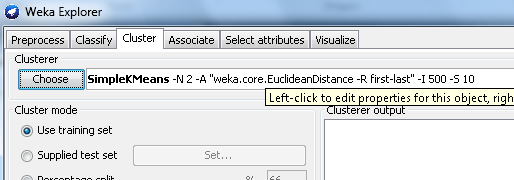 Weka Explorer
Preprocess Classify Cluster Associate Select attributes Visualize
Clusterer
Choose SimpleKMeans -N 2 -A "weka.core.EuclideanDistance -R first-last" -I 500 -S 10
Left-click to edit properties for this object, righ
Cluster mode Clusterer output
Use training set
Supplied test set Set...
Percentage split % 66